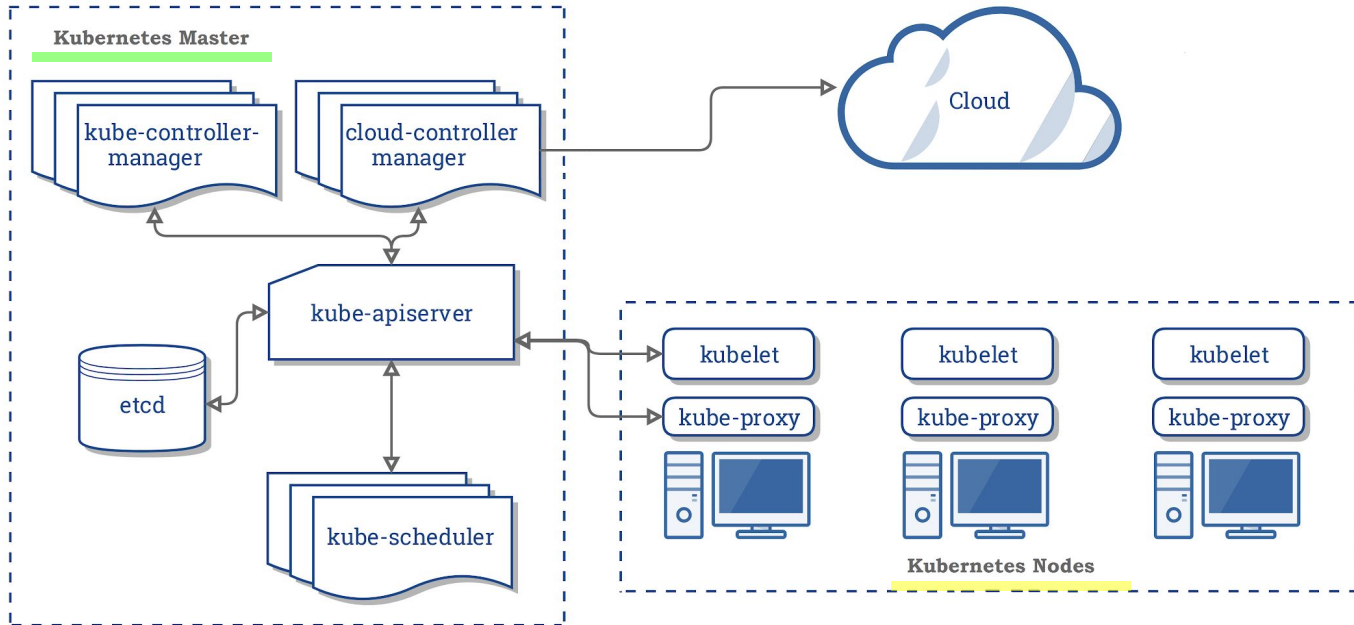 Kubernetes Master
kube-controller-
manager
cloud-controller
manager
Cloud
kube-apiserver
etcd
kube-scheduler
kubelet
kubelet
kubelet
kube-proxy
kube-proxy
kube-proxy
Kubernetes Nodes